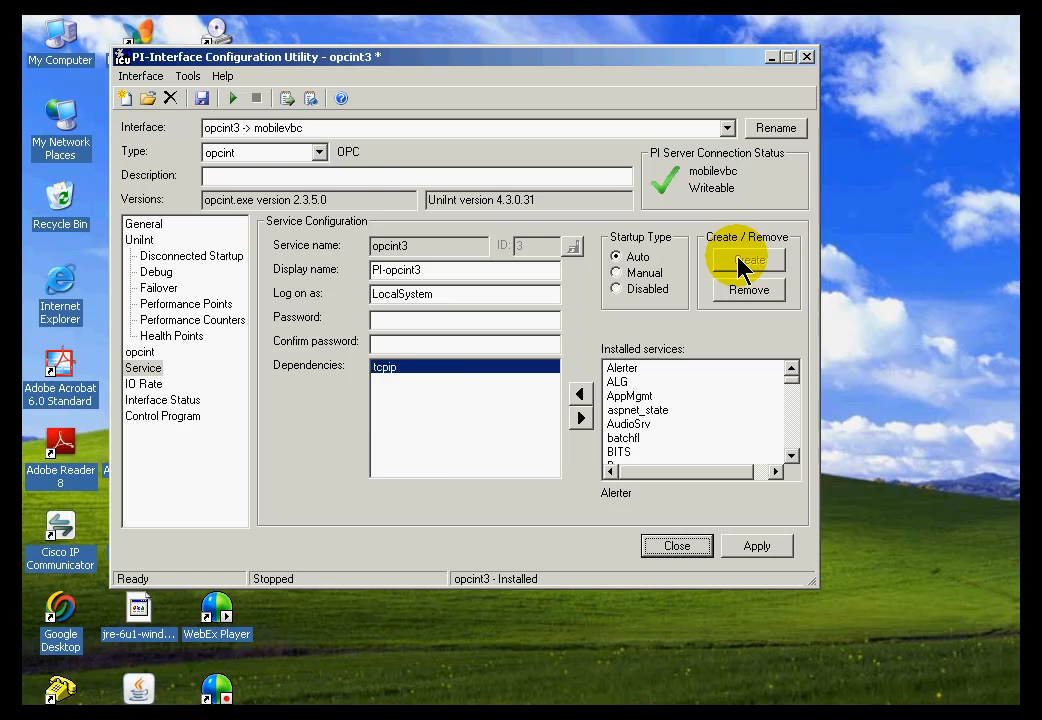 My Computer
PI-Interface Configuration Utility - opcint3 *
Interface Tools Help
Interface: opcint3 -> mobilevbc Rename
Type: opcint OPC
PI Server Connection Status
mobilevbc
Writeable
Description:
Versions: opcint.exe version 2.3.5.0 UniInt version 4.3.0.31
General
UniInt
Disconnected Startup
Debug
Failover
Performance Points
Performance Counters
Health Points
opcint
Service
IO Rate
Interface Status
Control Program
Service Configuration
Service name: opcint3 ID: 3
Display name: PI-opcint3
Log on as: LocalSystem
Password:
Confirm password:
Dependencies: tcpip
Startup Type
Auto
Manual
Disabled
Create / Remove
Create
Remove
Installed services:
Alerter
ALG
AppMgmt
aspnet_state
AudioSrv
batchfl
BITS
Alerter
Close Apply
Ready Stopped opcint3 - Installed
My Network
Places
Recycle Bin
Internet
Explorer
Adobe Acrobat
6.0 Standard
Adobe Reader
8
Cisco IP
Communicator
Google
Desktop
jre-6u1-wind...
WebEx Player